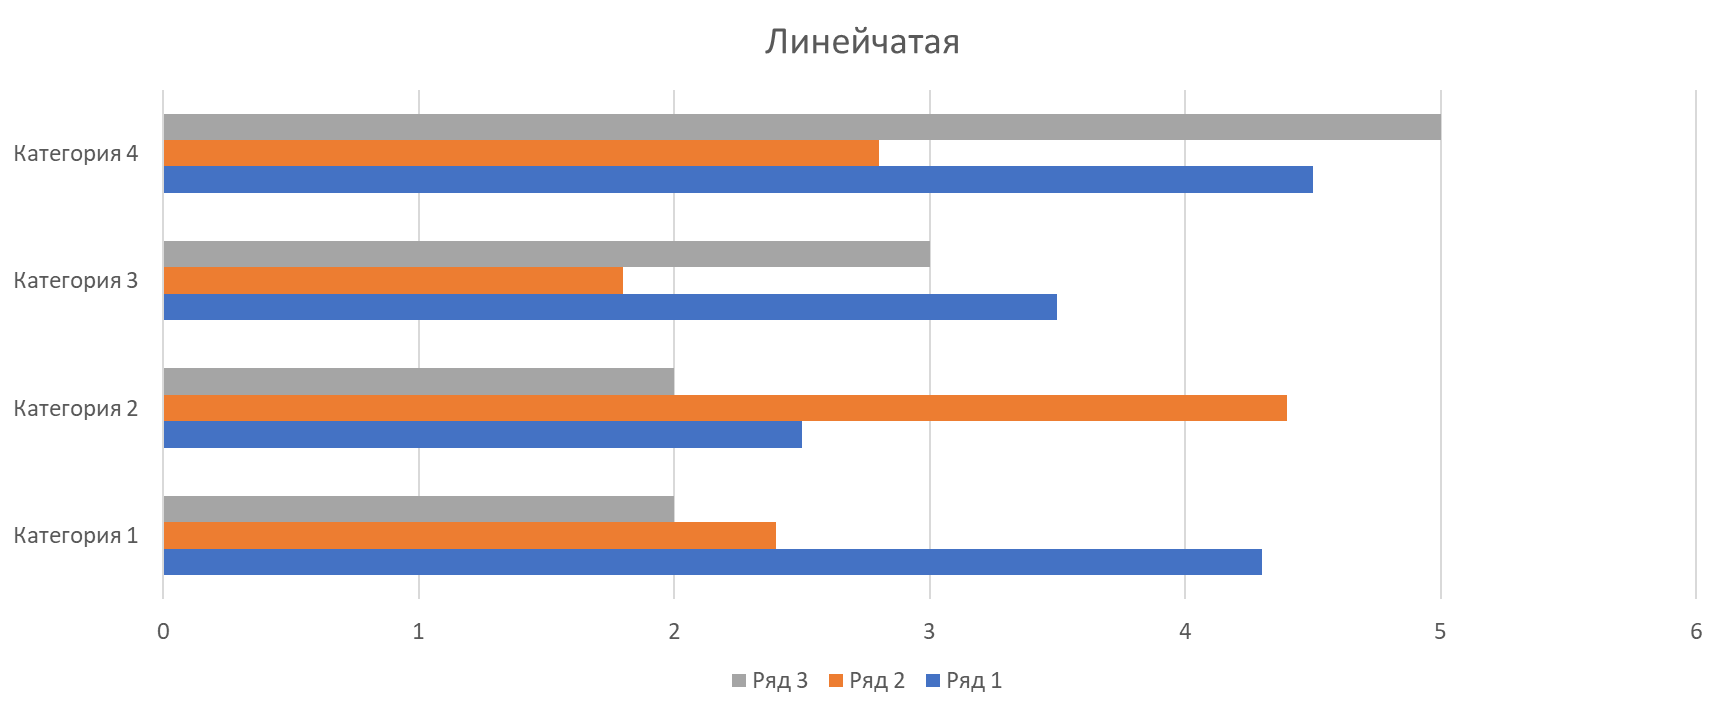 Линейчатая
Категория 4
Категория 3
Категория 2
Категория 1
0 1 2 3 4 5 6
Ряд 3 Ряд 2 Ряд 1